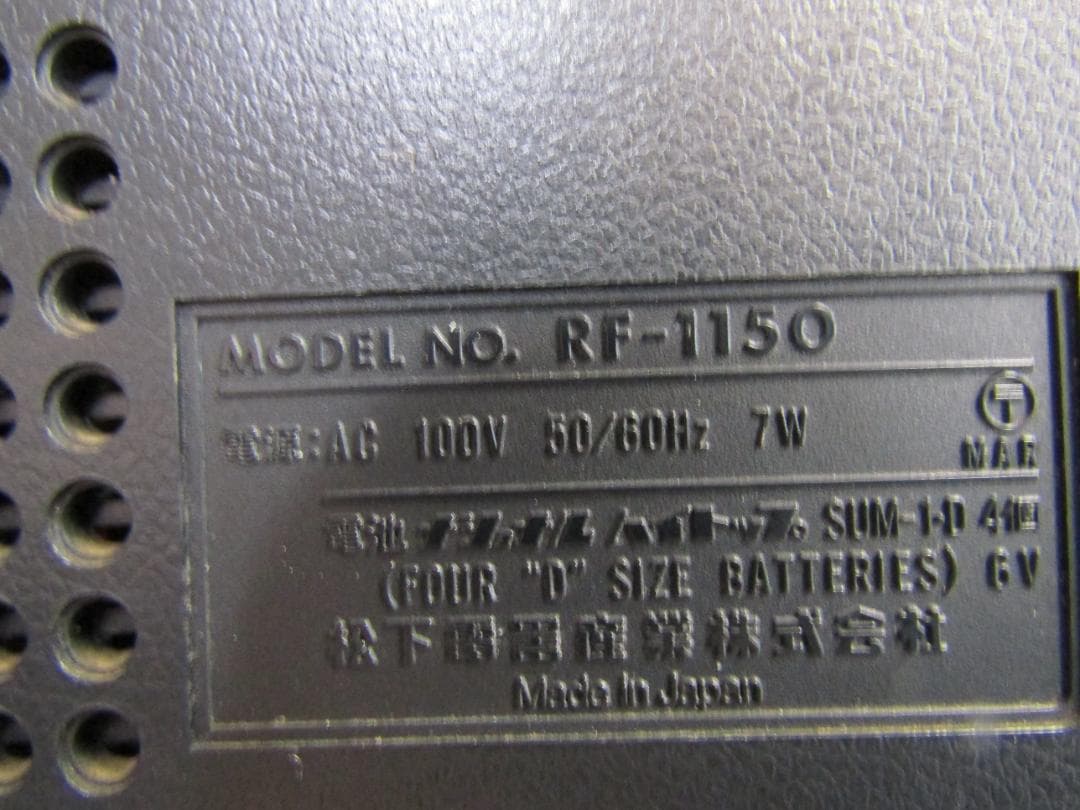 MODEL No. RF-1150
電源:AC 100V 50/60Hz 7W
〒
MAR
電池 ナショナル ハイトップ SUM-1・D 4個
(FOUR "D" SIZE BATTERIES) 6V
松下電器産業株式会社
Made in Japan